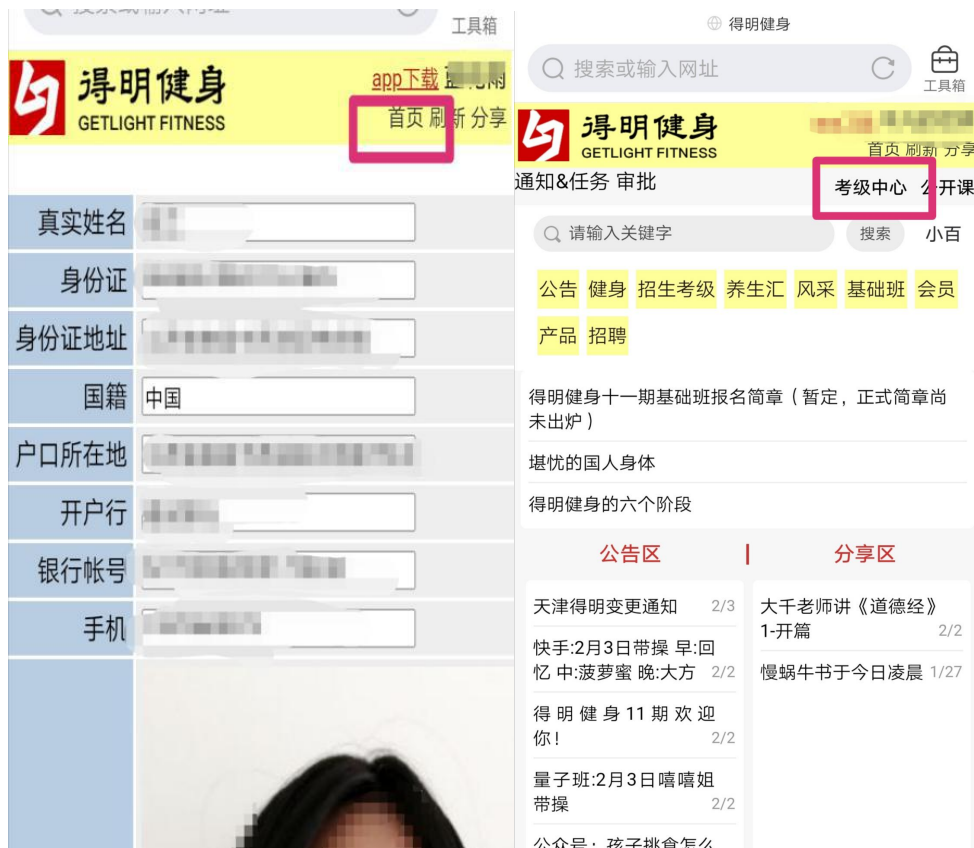 工具箱
得明健身
GETLIGHT FITNESS
app下载
首页 刷新 分享
真实姓名
身份证
身份证地址
国籍
中国
户口所在地
开户行
银行帐号
手机
得明健身
搜索或输入网址
工具箱
得明健身
GETLIGHT FITNESS
首页 刷新 分享
通知&任务 审批
考级中心 公开课
请输入关键字
搜索
小百
公告 健身 招生考级 养生汇 风采 基础班 会员
产品 招聘
得明健身十一期基础班报名简章（暂定，正式简章尚
未出炉）
堪忧的国人身体
得明健身的六个阶段
公告区
天津得明变更通知 2/3
快手:2月3日带操 早:回
忆 中:菠萝蜜 晚:大方 2/2
得 明 健 身 11 期 欢 迎
你! 2/2
量子班:2月3日嘻嘻姐
带操 2/2
公众号：孩子挑食怎么
分享区
大千老师讲《道德经》
1-开篇 2/2
慢蜗牛书于今日凌晨 1/27